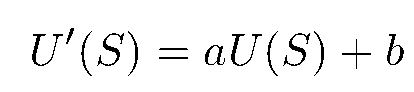 U′(S) = aU(S) + b